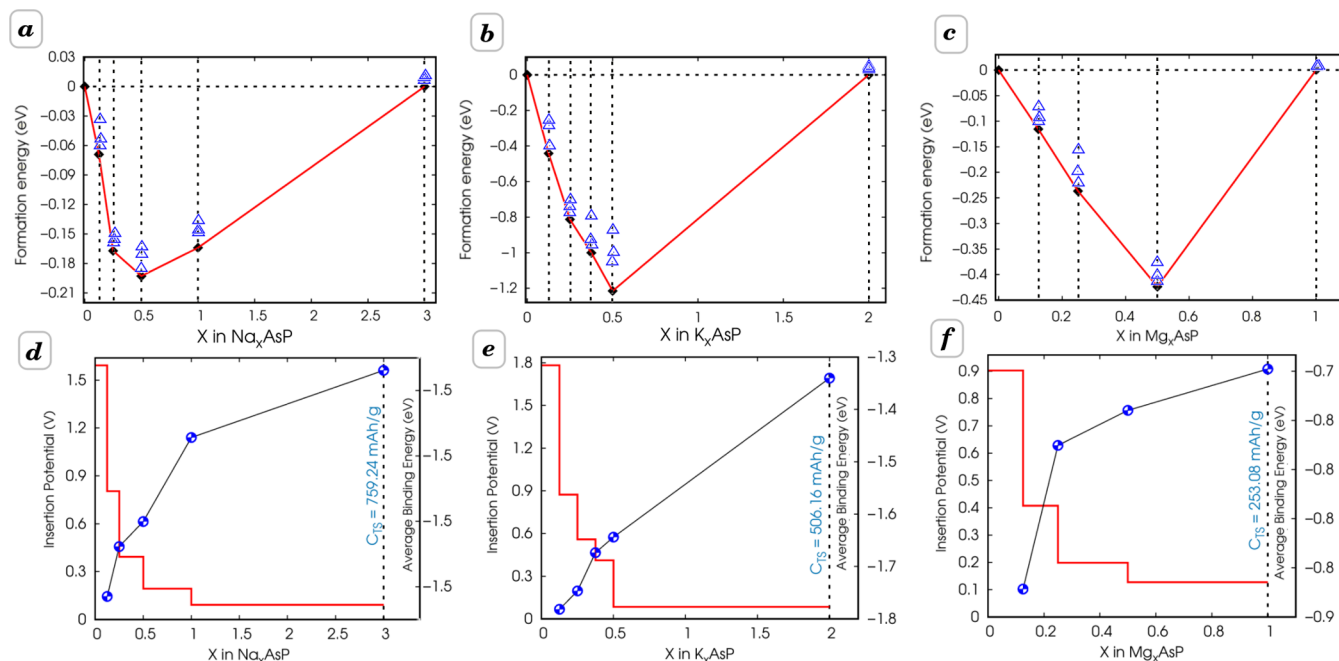 a
0.03
0
−0.03
−0.06
−0.09
−0.12
−0.15
−0.18
−0.21
Formation energy (eV)
0 0.5 1 1.5 2 2.5 3
X in NaxAsP
b
0
−0.2
−0.4
−0.6
−0.8
−1
−1.2
Formation energy (eV)
0 0.5 1 1.5 2
X in KxAsP
c
0
−0.05
−0.1
−0.15
−0.2
−0.25
−0.3
−0.35
−0.4
−0.45
Formation energy (eV)
0 0.2 0.4 0.6 0.8 1
X in MgxAsP
d
1.5
1.2
0.9
0.6
0.3
0
Insertion Potential (V)
0 0.5 1 1.5 2 2.5 3
X in NaxAsP
CTS = 759.24 mAh/g
−1.5
−1.5
−1.5
−1.5
Average Binding Energy (eV)
e
1.8
1.5
1.2
0.9
0.6
0.3
0
Insertion Potential (V)
0 0.5 1 1.5 2
X in KxAsP
CTS = 506.16 mAh/g
−1.3
−1.4
−1.4
−1.5
−1.5
−1.6
−1.6
−1.7
−1.7
−1.8
−1.8
Average Binding Energy (eV)
f
0.9
0.8
0.7
0.6
0.5
0.4
0.3
0.2
0.1
0
Insertion Potential (V)
0 0.2 0.4 0.6 0.8 1
X in MgxAsP
CTS = 253.08 mAh/g
−0.7
−0.8
−0.8
−0.8
−0.8
−0.9
Average Binding Energy (eV)